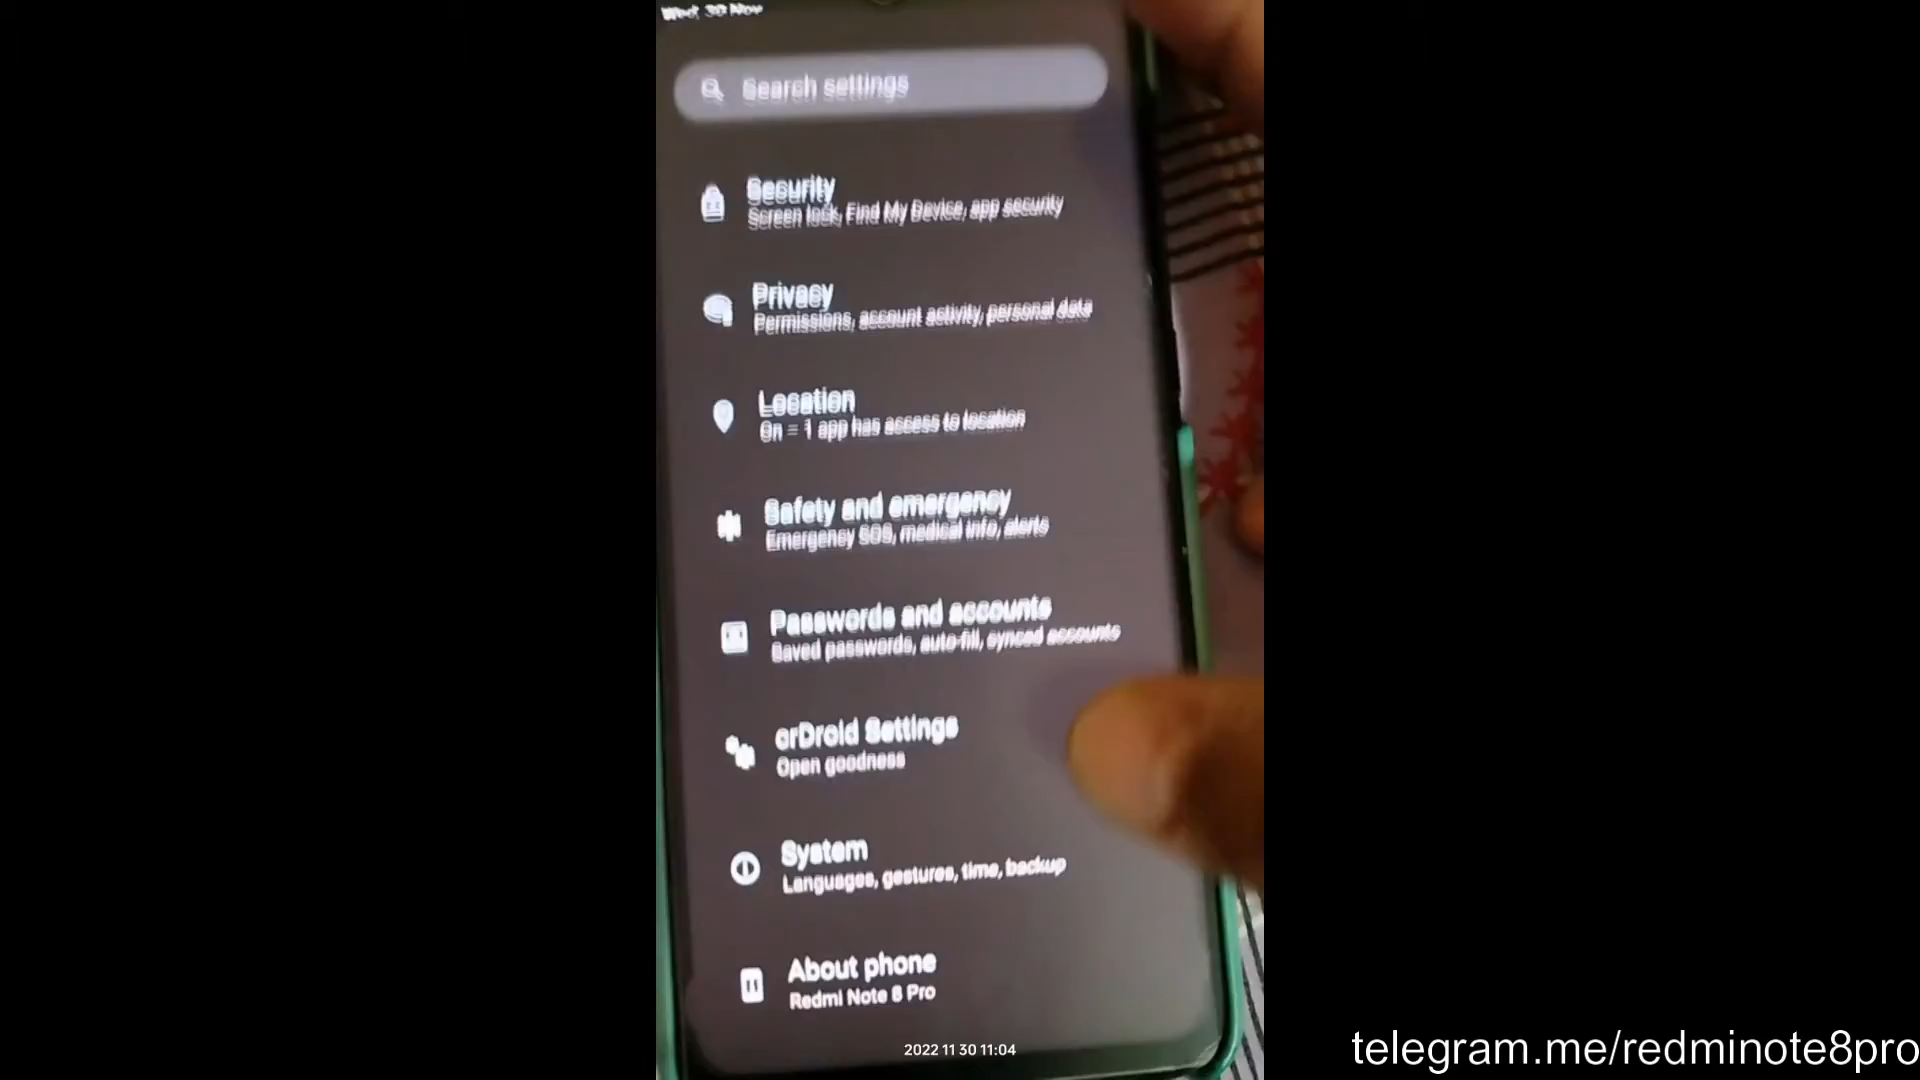 Wed, 30 Nov
Search settings
Security
Screen lock, Find My Device, app security
Privacy
Permissions, account activity, personal data
Location
On - 1 app has access to location
Safety and emergency
Emergency SOS, medical info, alerts
Passwords and accounts
Saved passwords, auto-fill, synced accounts
crDroid Settings
Open goodness
System
Languages, gestures, time, backup
About phone
Redmi Note 8 Pro
2022 11 30 11:04
telegram.me/redminote8pro